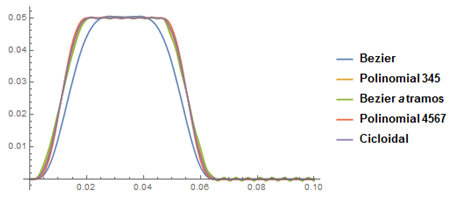 0.05
Bezier
0.04
Polinomial 345
0.03
Bezier a tramos
0.02
Polinomial 4567
0.01
Cicloidal
0.02 0.04 0.06 0.08 0.10